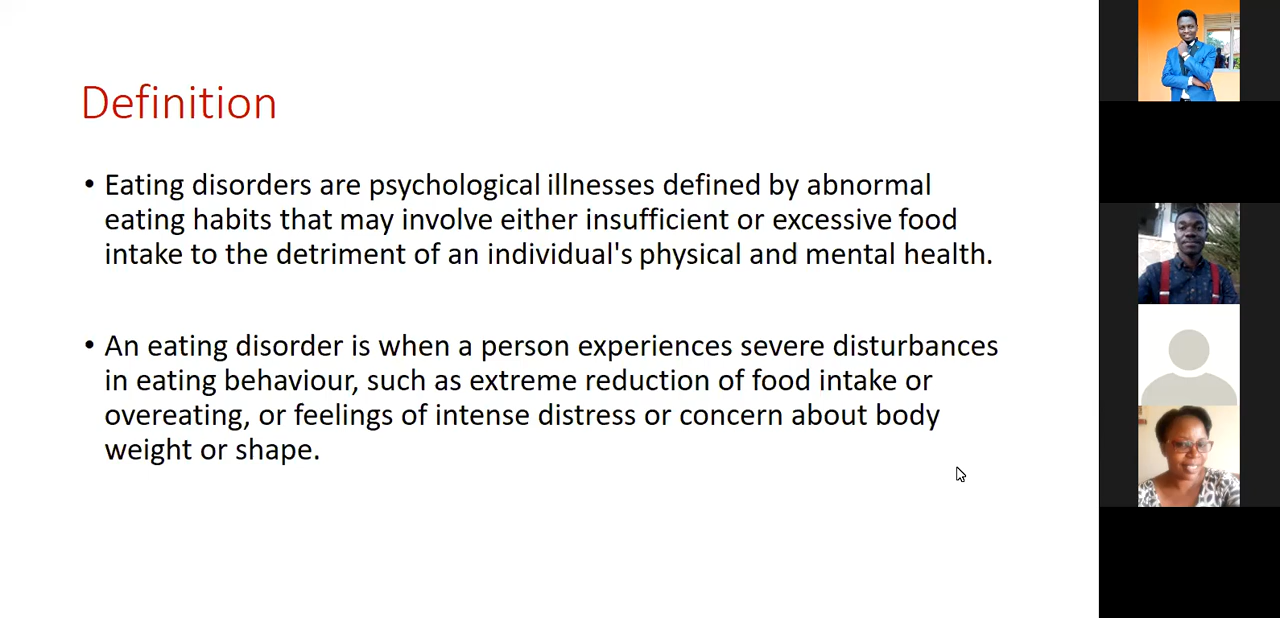 Definition
• Eating disorders are psychological illnesses defined by abnormal
eating habits that may involve either insufficient or excessive food
intake to the detriment of an individual's physical and mental health.
• An eating disorder is when a person experiences severe disturbances
in eating behaviour, such as extreme reduction of food intake or
overeating, or feelings of intense distress or concern about body
weight or shape.